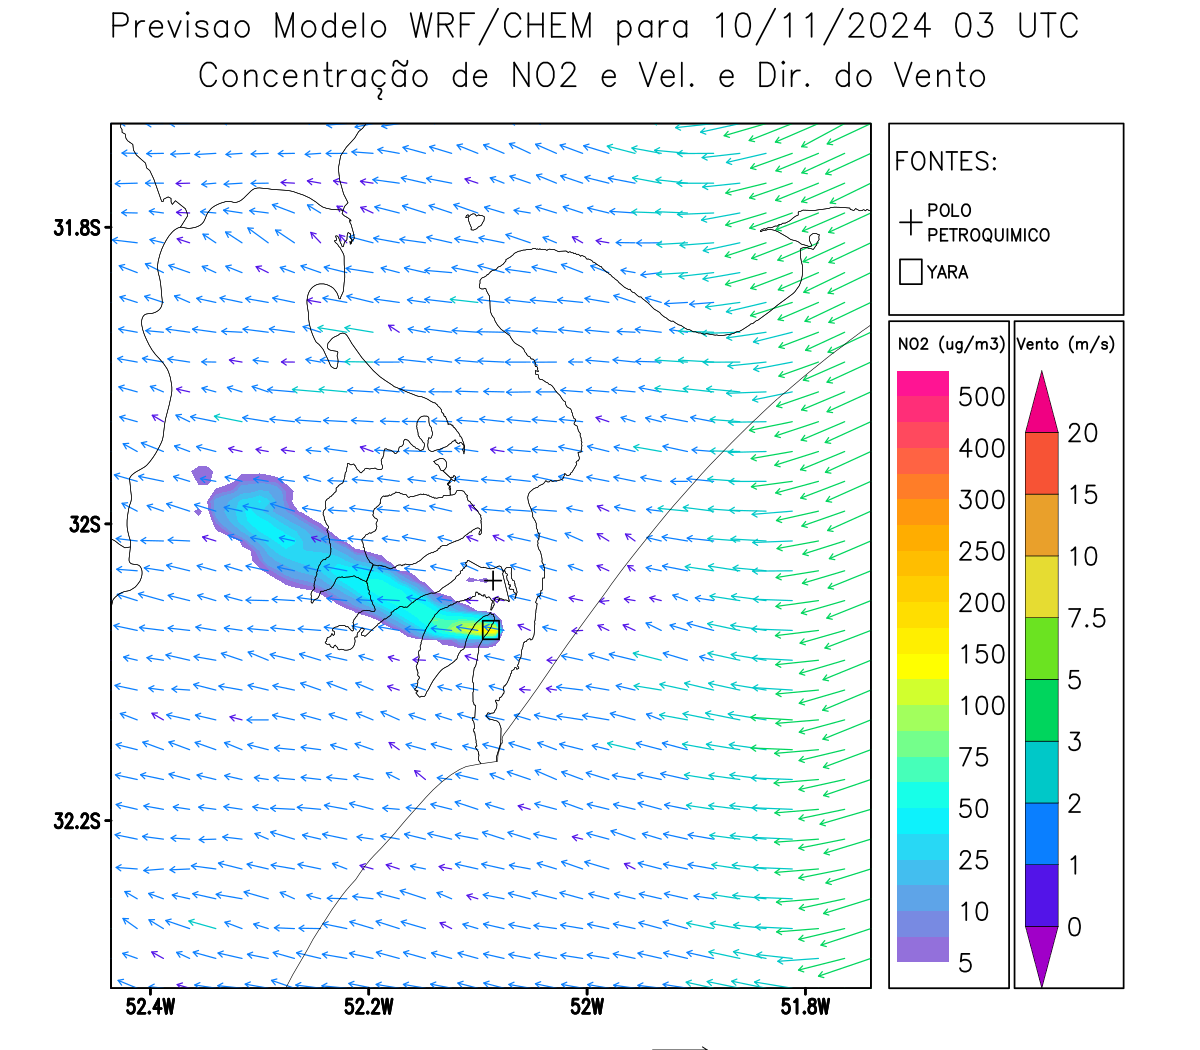 Previsao Modelo WRF/CHEM para 10/11/2024 03 UTC
Concentração de NO2 e Vel. e Dir. do Vento
FONTES:
POLO
PETROQUIMICO
YARA
NO2 (ug/m3)
500
400
300
250
200
150
100
75
50
25
10
5
Vento (m/s)
20
15
10
7.5
5
3
2
1
0
31.8S
32S
32.2S
52.4W
52.2W
52W
51.8W